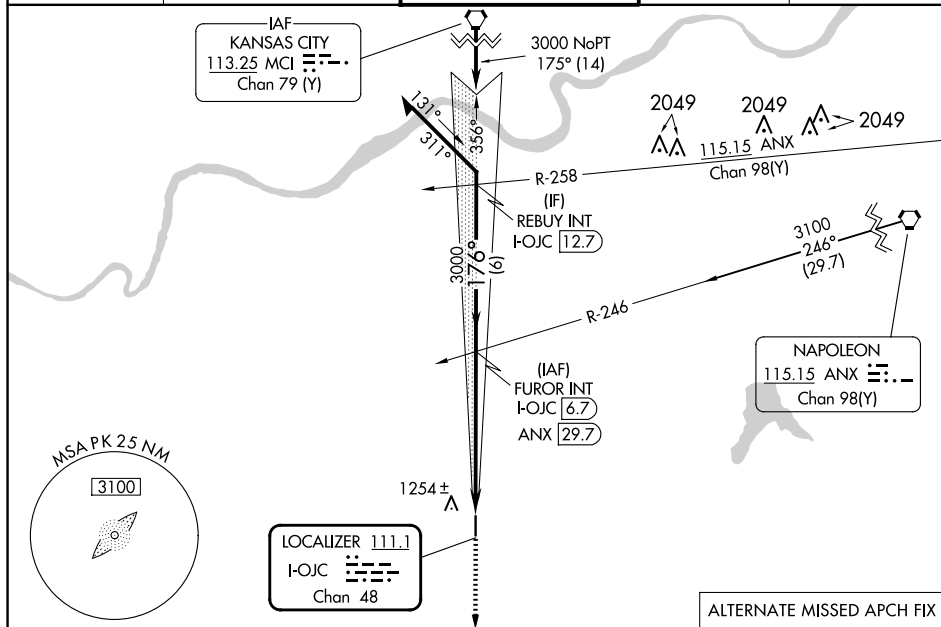 IAF
KANSAS CITY
113.25 MCI
Chan 79 (Y)
3000 NoPT
175° (14)
131°
311°
356°
2049
2049
2049
115.15 ANX
Chan 98(Y)
R-258
(IF)
REBUY INT
I-OJC 12.7
3000
176°
(6)
3100
246°
(29.7)
R-246
(IAF)
FUROR INT
I-OJC 6.7
ANX 29.7
NAPOLEON
115.15 ANX
Chan 98(Y)
MSA PK 25 NM
3100
1254±
LOCALIZER 111.1
I-OJC
Chan 48
ALTERNATE MISSED APCH FIX